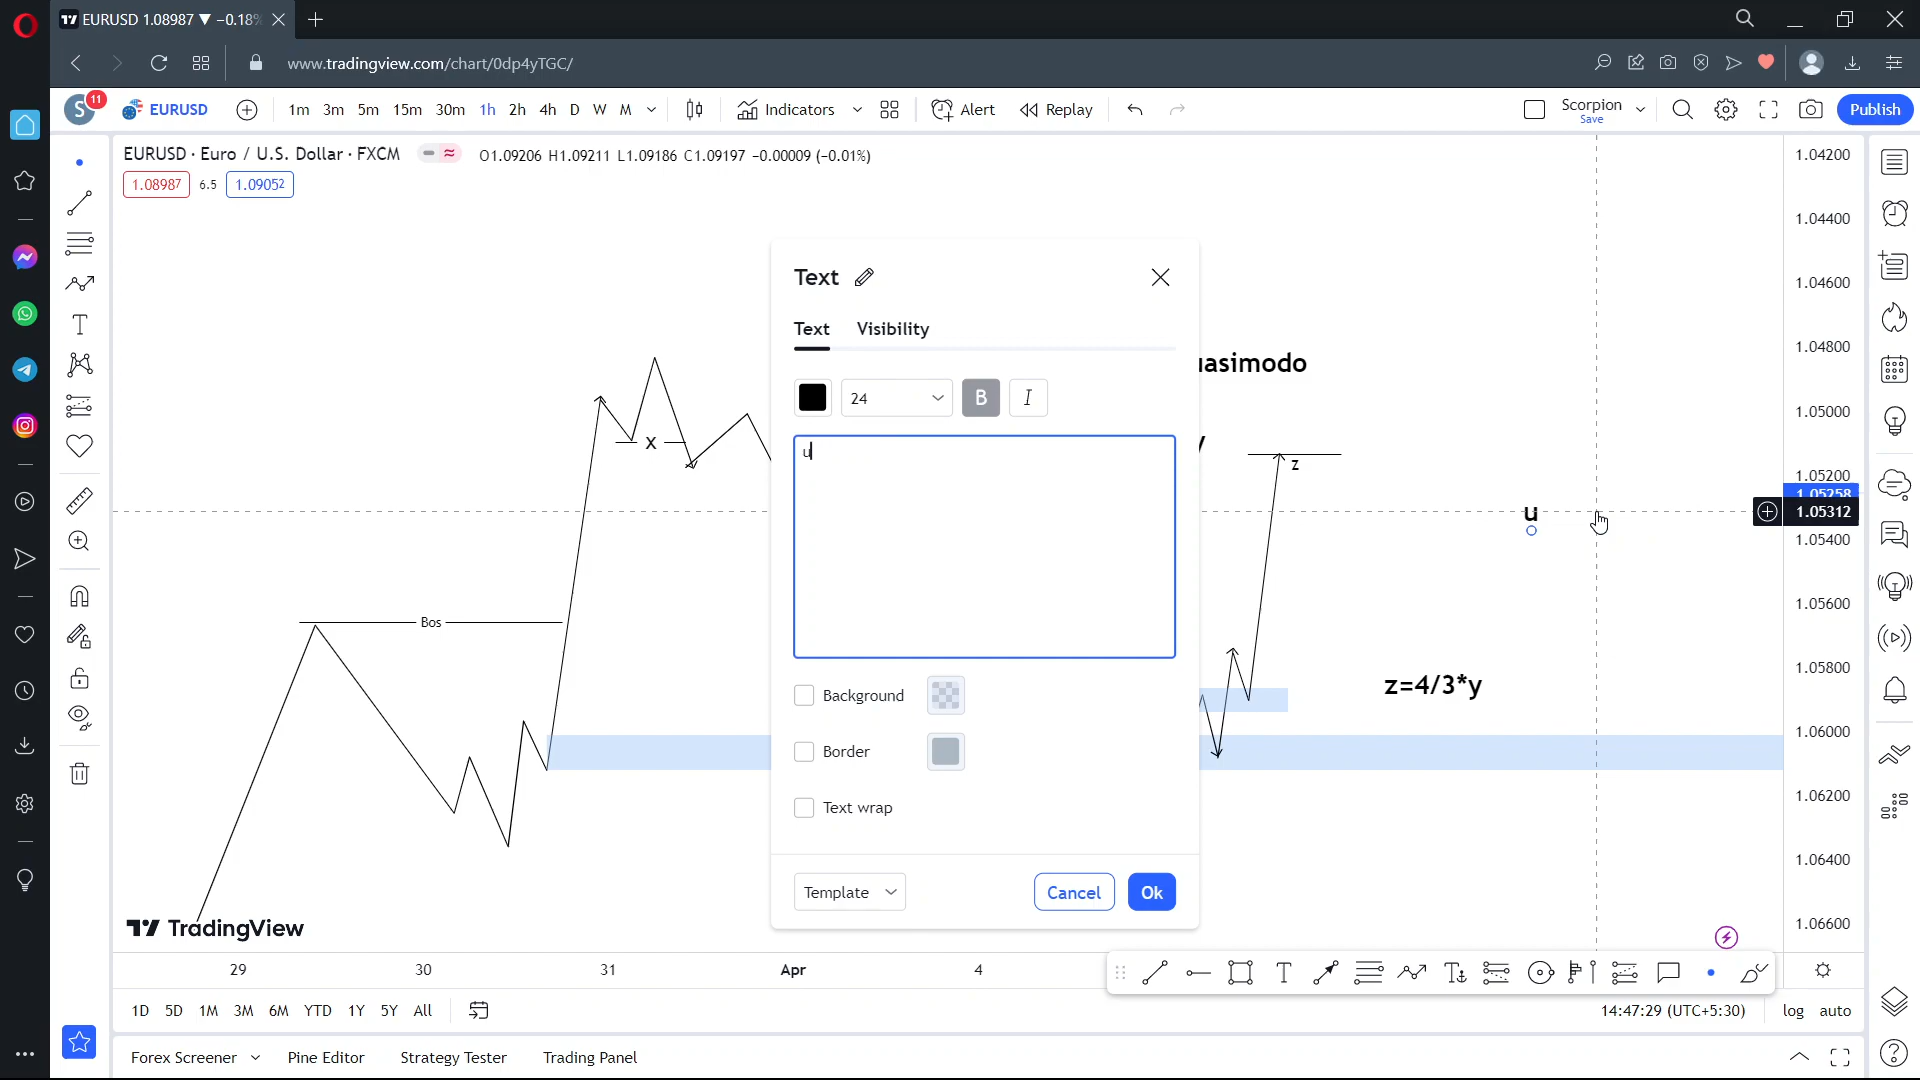 EURUSD 1.08987 ▼ −0.18%
www.tradingview.com/chart/0dp4yTGC/
S
11
EURUSD
1m 3m 5m 15m 30m 1h 2h 4h D W M
Indicators
Alert
Replay
Scorpion
Save
Publish
EURUSD · Euro / U.S. Dollar · FXCM
O1.09206 H1.09211 L1.09186 C1.09197 −0.00009 (−0.01%)
1.08987 6.5 1.09052
1.04200
1.04400
1.04600
1.04800
1.05000
1.05200
1.05258
1.05312
1.05400
1.05600
1.05800
1.06000
1.06200
1.06400
1.06600
Text
Text Visibility
24
B
I
u
Background
Border
Text wrap
Template
Cancel
Ok
uasimodo
X
z
u
Bos
z=4/3*y
TradingView
29 30 31 Apr 4
1D 5D 1M 3M 6M YTD 1Y 5Y All
14:47:29 (UTC+5:30)
log auto
Forex Screener
Pine Editor
Strategy Tester
Trading Panel